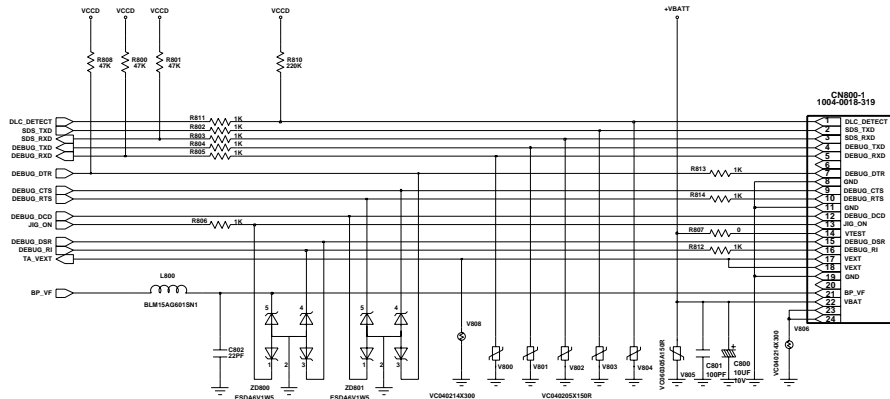 VCCD VCCD VCCD VCCD +VBATT
R808 47K R800 47K R801 47K R810 220K
CN800-1
1004-0018-319
DLC_DETECT R811 1K 1 DLC_DETECT
SDS_TXD R802 1K 2 SDS_TXD
SDS_RXD R803 1K 3 SDS_RXD
DEBUG_TXD R804 1K 4 DEBUG_TXD
DEBUG_RXD R805 1K 5 DEBUG_RXD
6
DEBUG_DTR R813 1K 7 DEBUG_DTR
8 GND
DEBUG_CTS 9 DEBUG_CTS
DEBUG_RTS R814 1K 10 DEBUG_RTS
11 GND
DEBUG_DCD 12 DEBUG_DCD
JIG_ON R806 1K 13 JIG_ON
R807 0 14 VTEST
DEBUG_DSR 15 DEBUG_DSR
DEBUG_RI R812 1K 16 DEBUG_RI
TA_VEXT 17 VEXT
18 VEXT
19 GND
L800 20
BP_VF 21 BP_VF
BLM15AG601SN1 22 VBAT
23
24
5 4 5 4
C802 22PF
1 2 3 1 2 3
V808 V800 V801 V802 V803 V804
VC060305A150R V805
C801 100PF
C800 10UF 10V +
V806
VC040214X300
ZD800 ESDA6V1W5
ZD801 ESDA6V1W5
VC040214X300
VC040205X150R